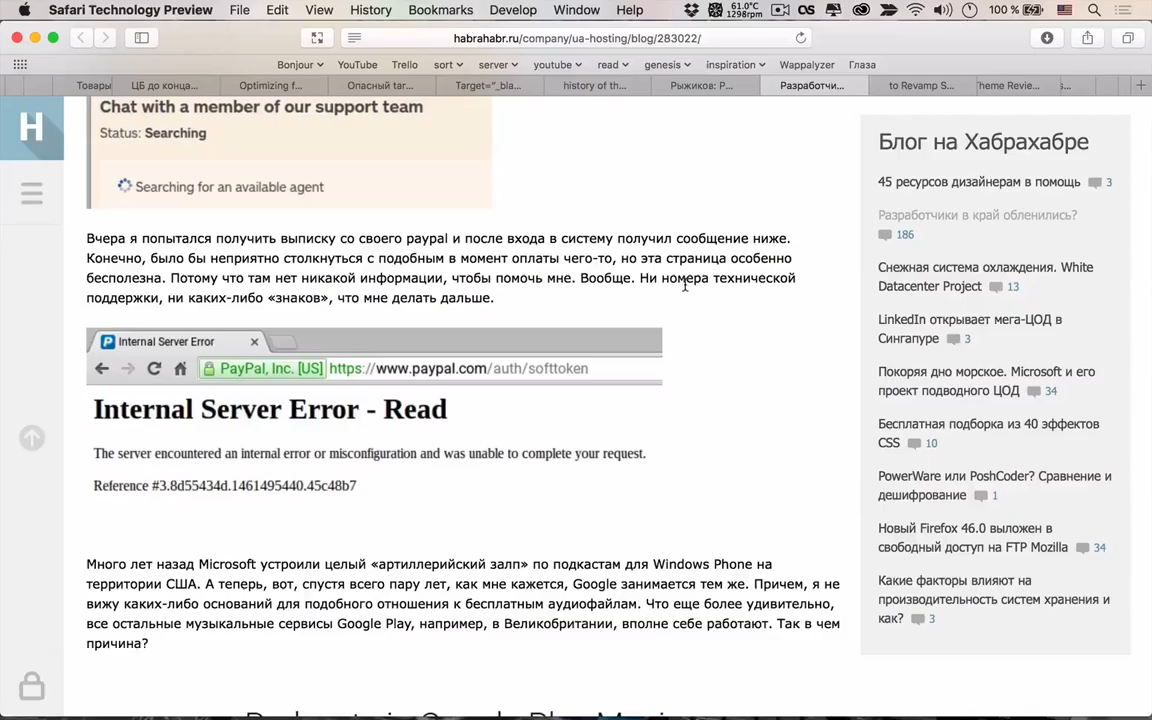 Safari Technology Preview File Edit View History Bookmarks Develop Window Help 61.0°C 1298rpm 100 %
habrahabr.ru/company/ua-hosting/blog/283022/
Bonjour YouTube Trello sort server youtube read genesis inspiration Wappalyzer Глаза
Товары ЦБ до конца... Optimizing f... Опасный тар... Target="_bla... history of th... Рыжиков: Р... Разработчи... to Revamp S... heme Revie... s...
H
Chat with a member of our support team
Status: Searching
Searching for an available agent
Вчера я попытался получить выписку со своего paypal и после входа в систему получил сообщение ниже.
Конечно, было бы неприятно столкнуться с подобным в момент оплаты чего-то, но эта страница особенно
бесполезна. Потому что там нет никакой информации, чтобы помочь мне. Вообще. Ни номера технической
поддержки, ни каких-либо «знаков», что мне делать дальше.
Internal Server Error
PayPal, Inc. [US] https://www.paypal.com/auth/softtoken
Internal Server Error - Read
The server encountered an internal error or misconfiguration and was unable to complete your request.
Reference #3.8d55434d.1461495440.45c48b7
Много лет назад Microsoft устроили целый «артиллерийский залп» по подкастам для Windows Phone на
территории США. А теперь, вот, спустя всего пару лет, как мне кажется, Google занимается тем же. Причем, я не
вижу каких-либо оснований для подобного отношения к бесплатным аудиофайлам. Что еще более удивительно,
все остальные музыкальные сервисы Google Play, например, в Великобритании, вполне себе работают. Так в чем
причина?
Блог на Хабрахабре
45 ресурсов дизайнерам в помощь 3
Разработчики в край обленились?
186
Снежная система охлаждения. White
Datacenter Project 13
LinkedIn открывает мега-ЦОД в
Сингапуре 3
Покоряя дно морское. Microsoft и его
проект подводного ЦОД 34
Бесплатная подборка из 40 эффектов
CSS 10
PowerWare или PoshCoder? Сравнение и
дешифрование 1
Новый Firefox 46.0 выложен в
свободный доступ на FTP Mozilla 34
Какие факторы влияют на
производительность систем хранения и
как? 3